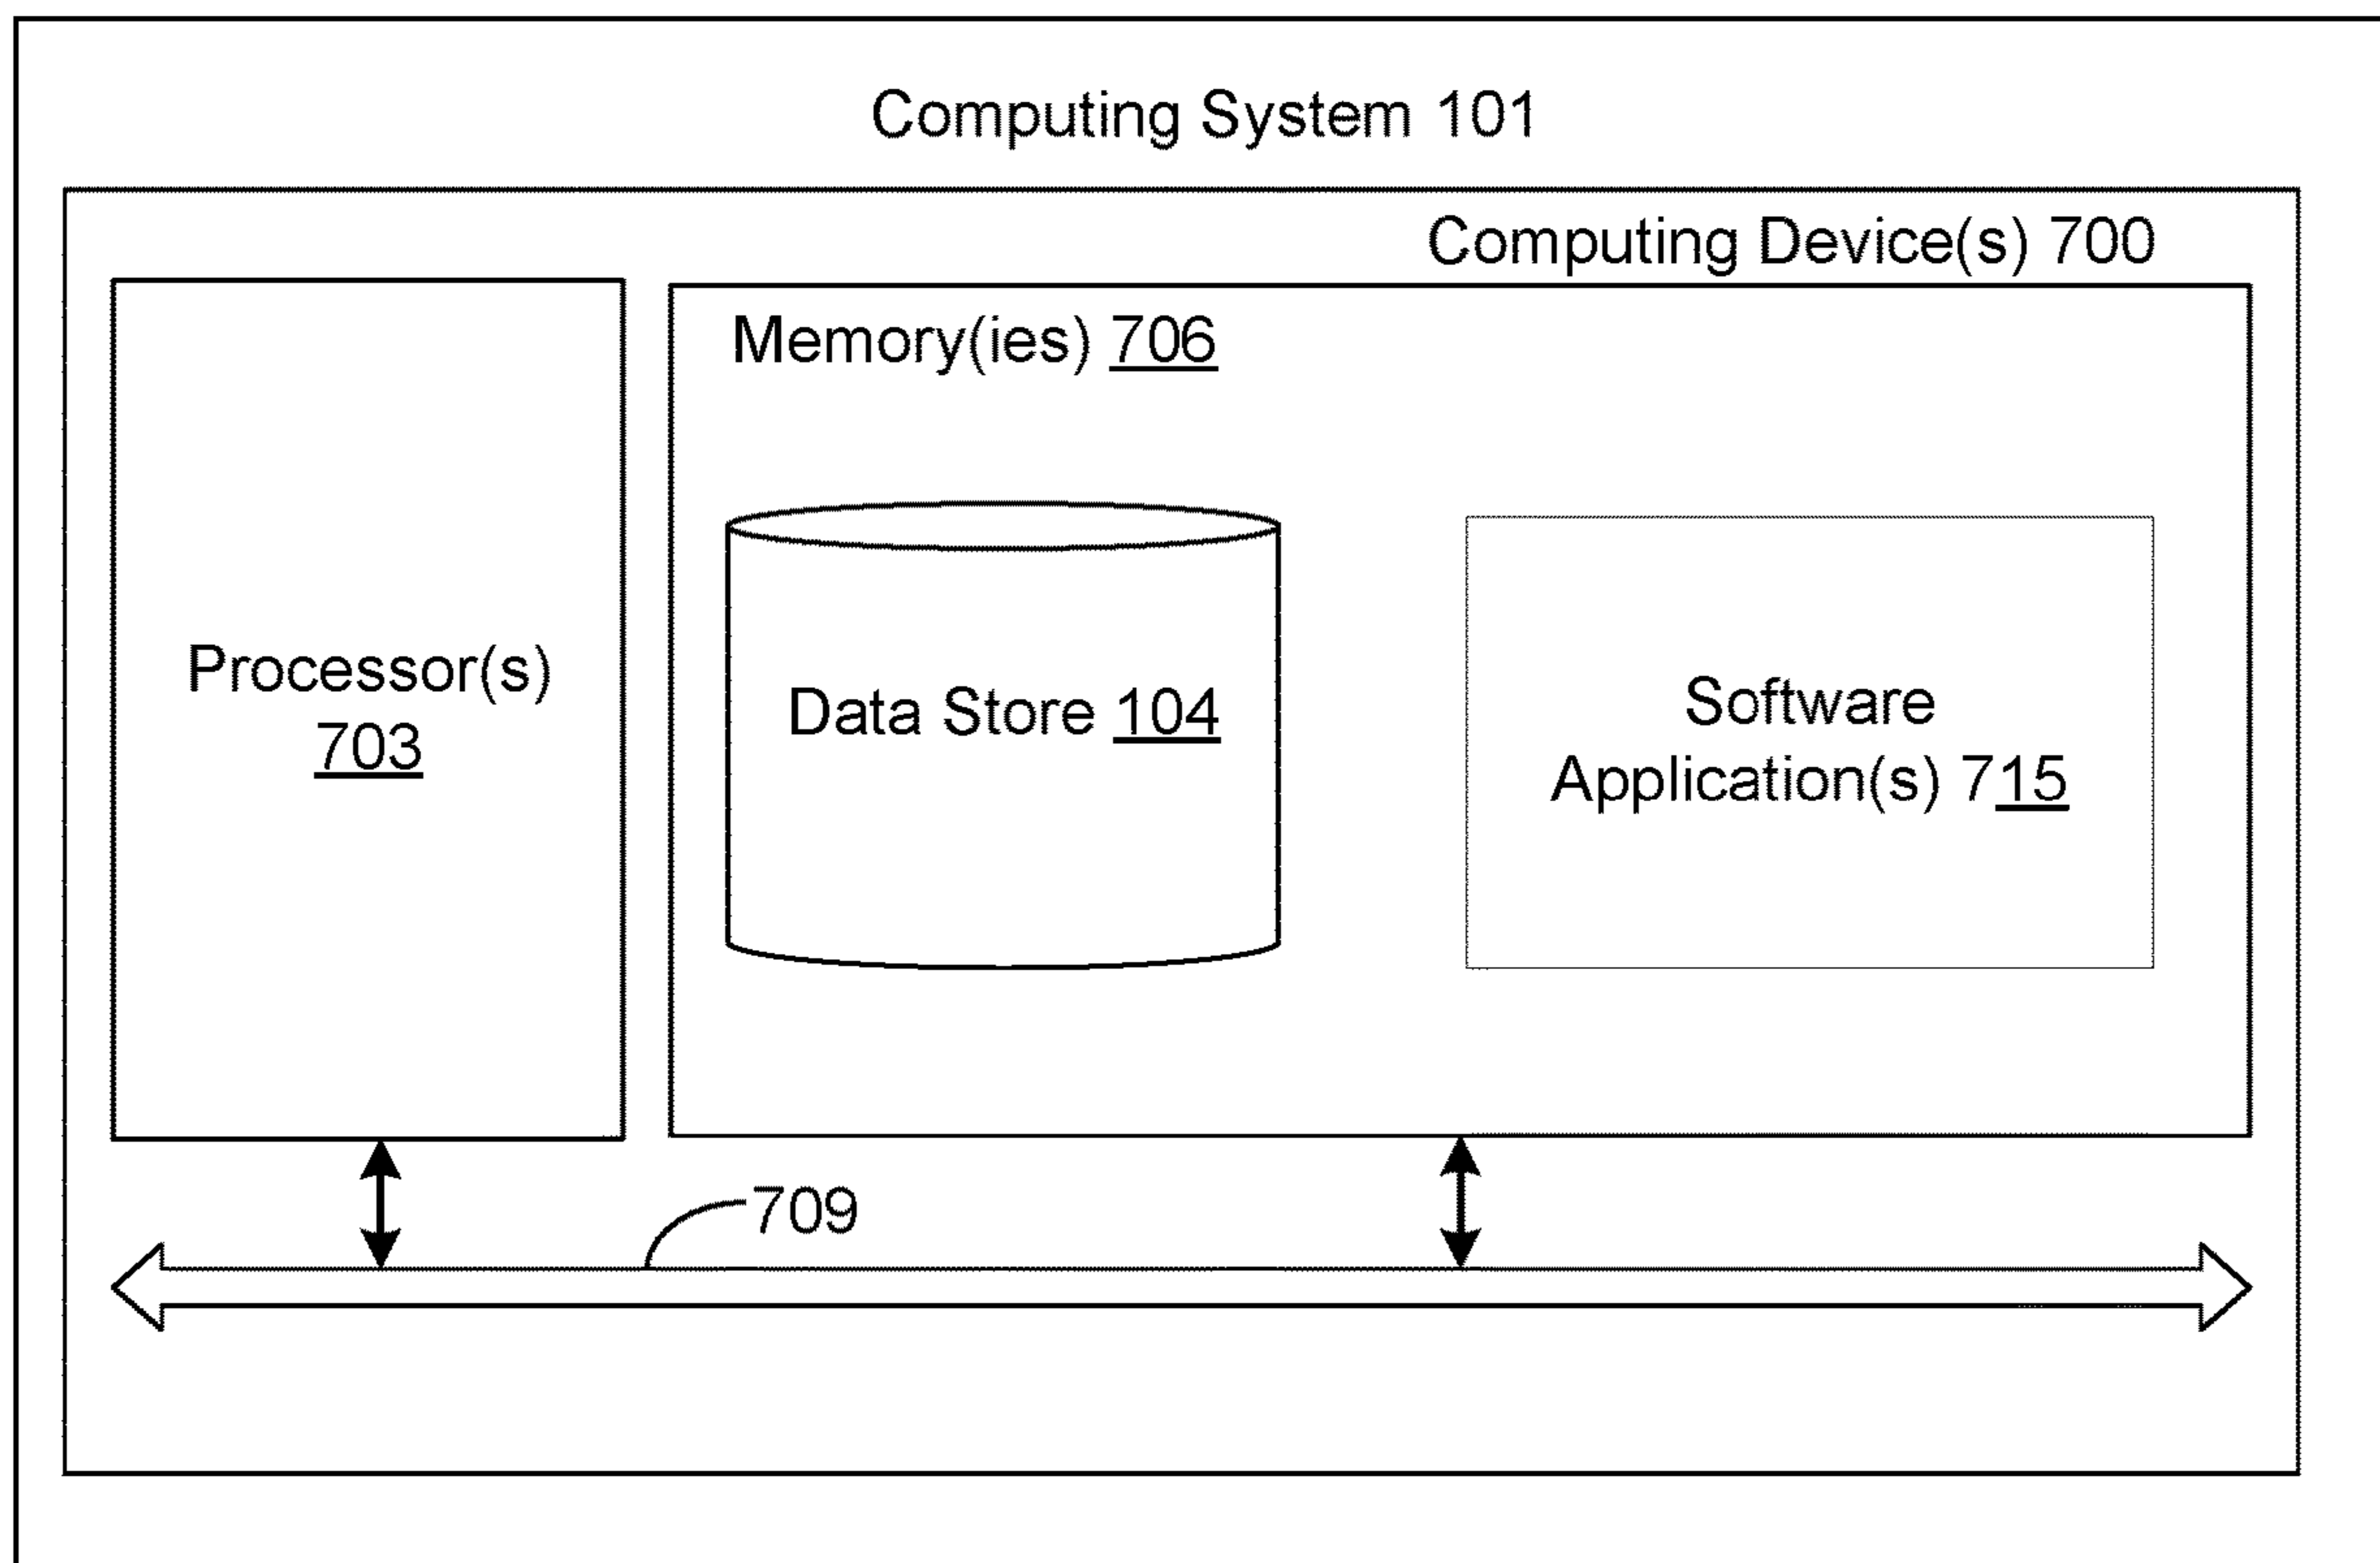 Computing System 101
Computing Device(s) 700
Memory(ies) 706
Processor(s)
703
Data Store 104
Software
Application(s) 715
709